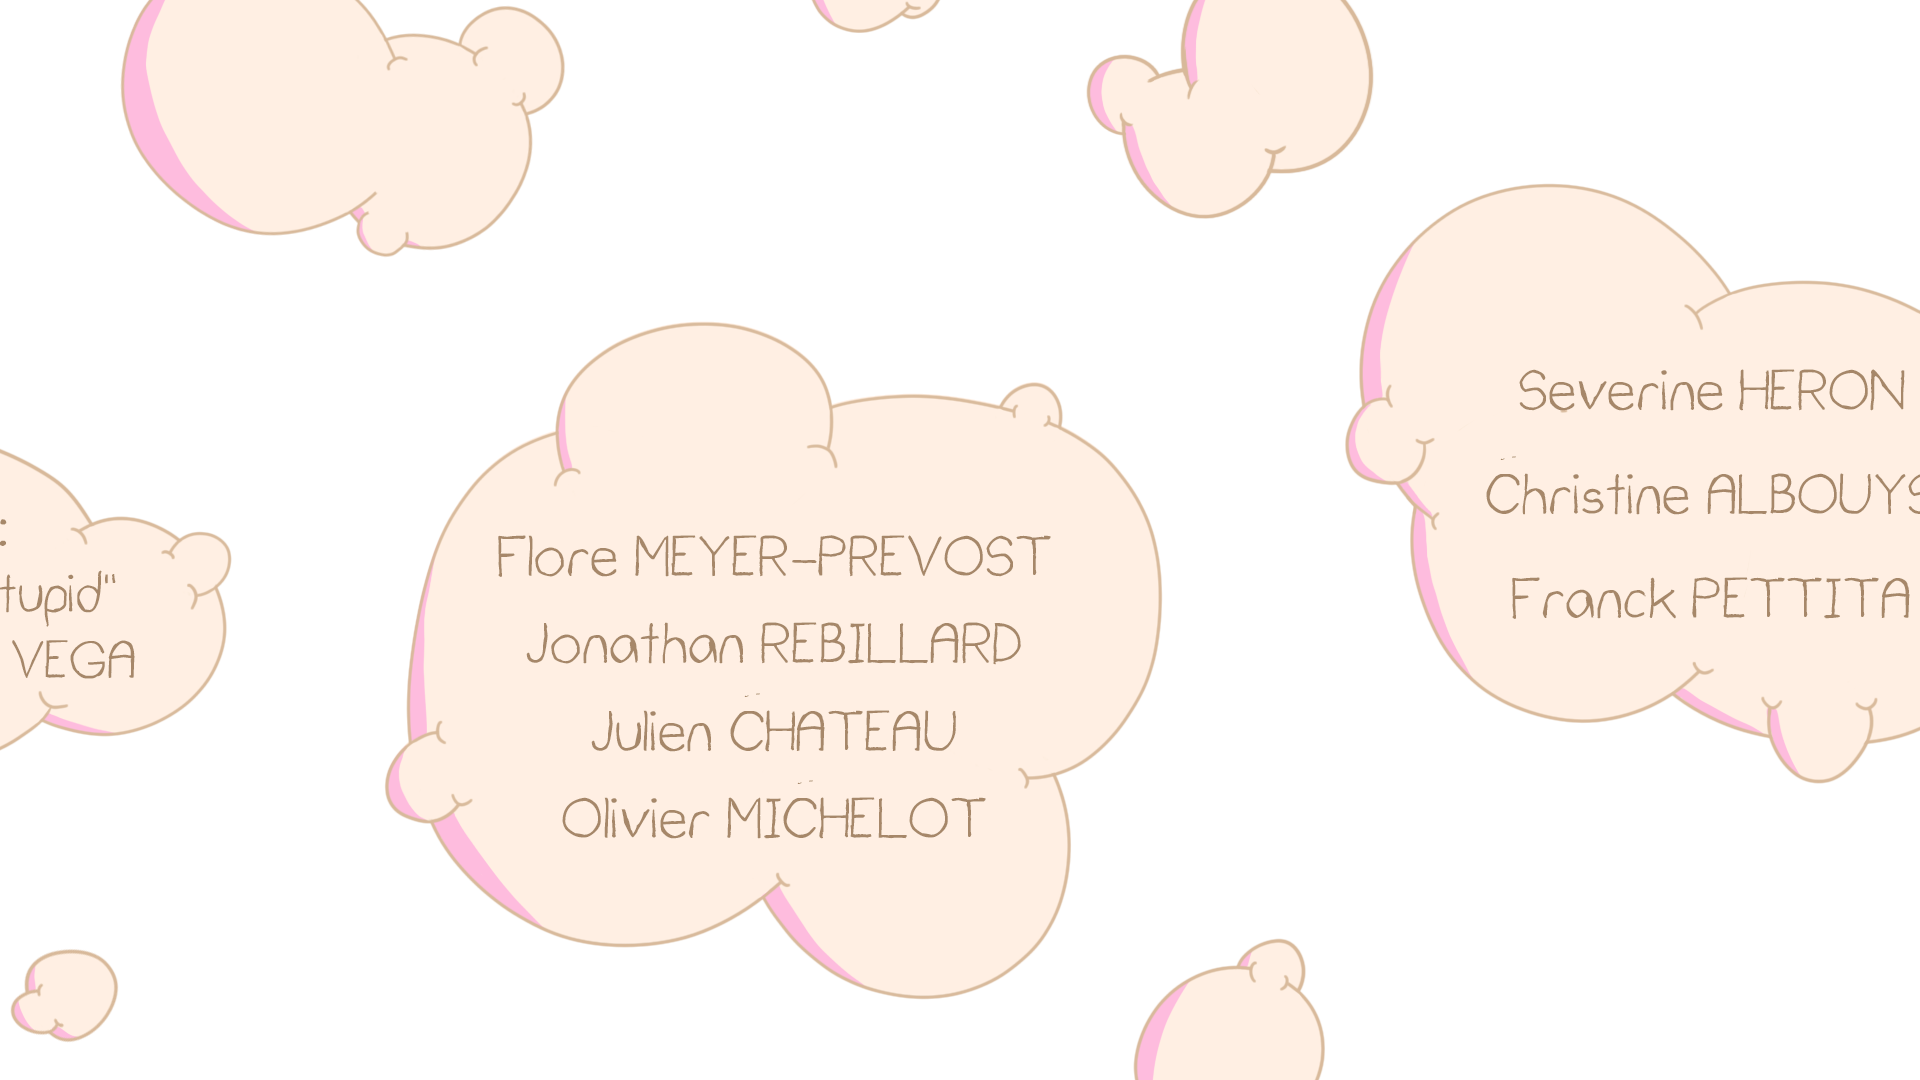 :
tupid"
VEGA
Flore MEYER-PREVOST
Jonathan REBILLARD
Julien CHATEAU
Olivier MICHELOT
Severine HERON
Christine ALBOUYS
Franck PETTITA